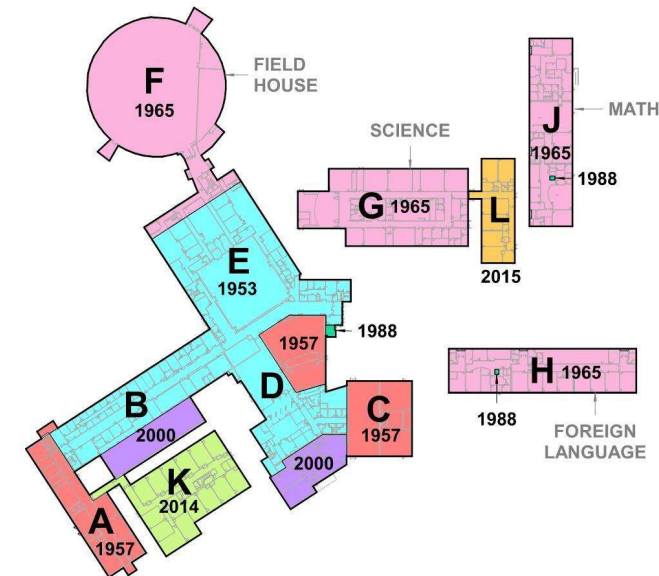 F
1965
FIELD
HOUSE
SCIENCE
G
1965
L
2015
J
1965
MATH
1988
E
1953
1957
1988
D
B
2000
C
1957
2000
H
1965
1988
FOREIGN
LANGUAGE
K
2014
A
1957